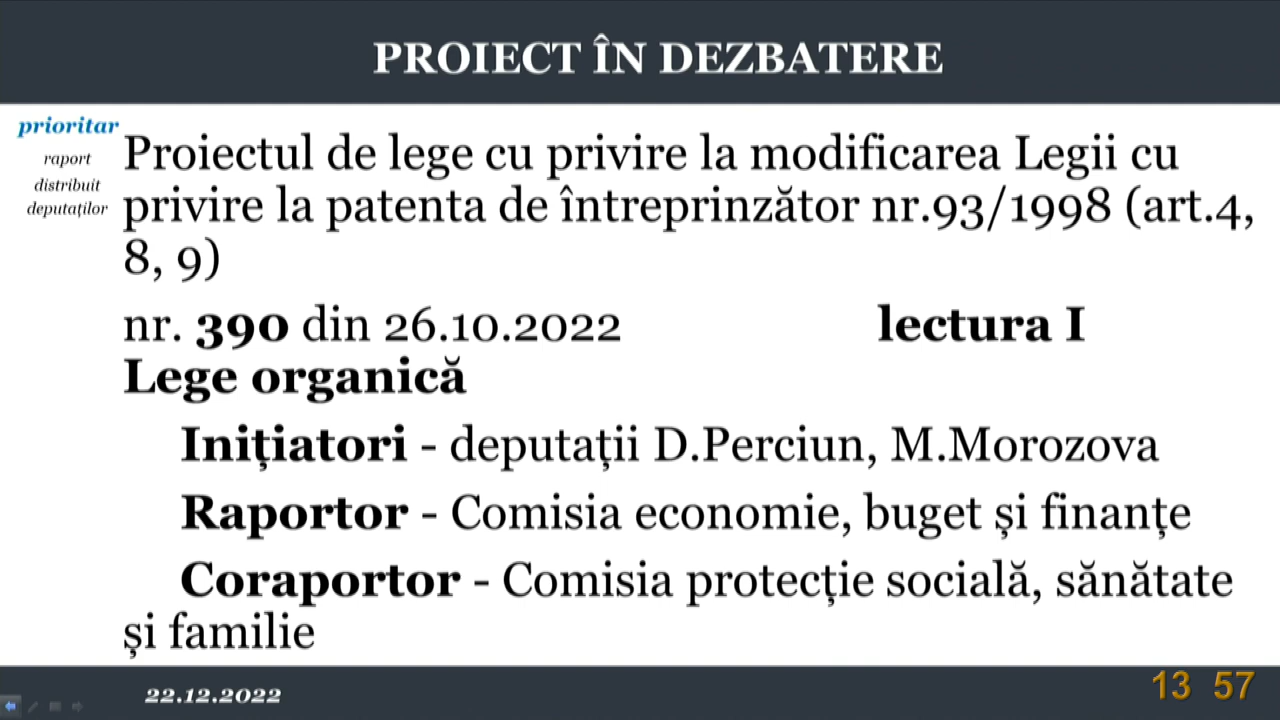 PROIECT ÎN DEZBATERE
prioritar
raport
distribuit
deputaților
Proiectul de lege cu privire la modificarea Legii cu
privire la patenta de întreprinzător nr.93/1998 (art.4,
8, 9)
nr. 390 din 26.10.2022 lectura I
Lege organică
Inițiatori - deputații D.Perciun, M.Morozova
Raportor - Comisia economie, buget și finanțe
Coraportor - Comisia protecție socială, sănătate
și familie
22.12.2022
13 57